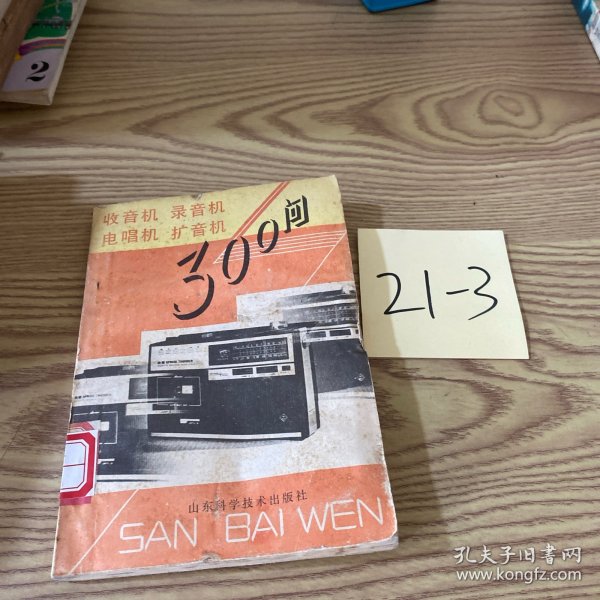 2
收音机 录音机
电唱机 扩音机
300问
21-3
山东科学技术出版社
SAN BAI WEN
孔夫子旧书网
www.kongfz.com